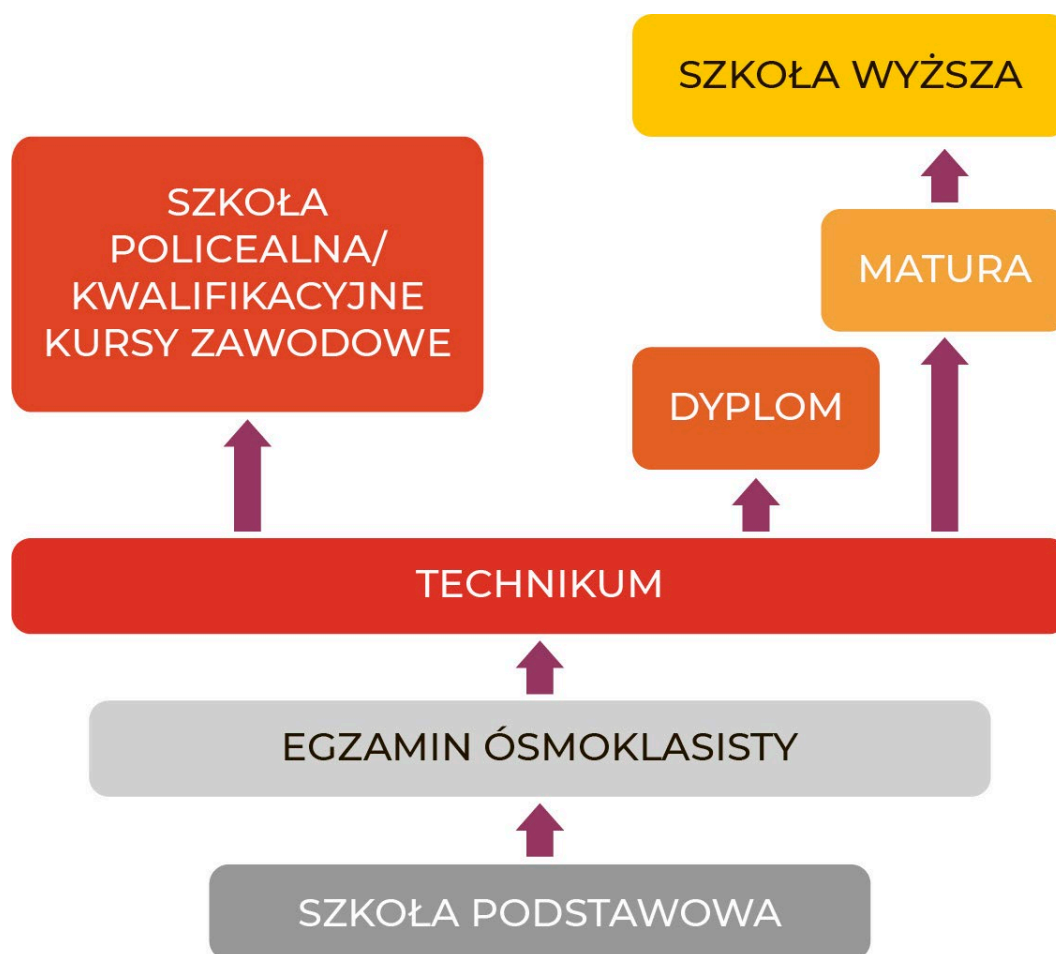 SZKOŁA WYŻSZA
SZKOŁA
POLICEALNA/
KWALIFIKACYJNE
KURSY ZAWODOWE
MATURA
DYPLOM
TECHNIKUM
EGZAMIN ÓSMOKLASISTY
SZKOŁA PODSTAWOWA